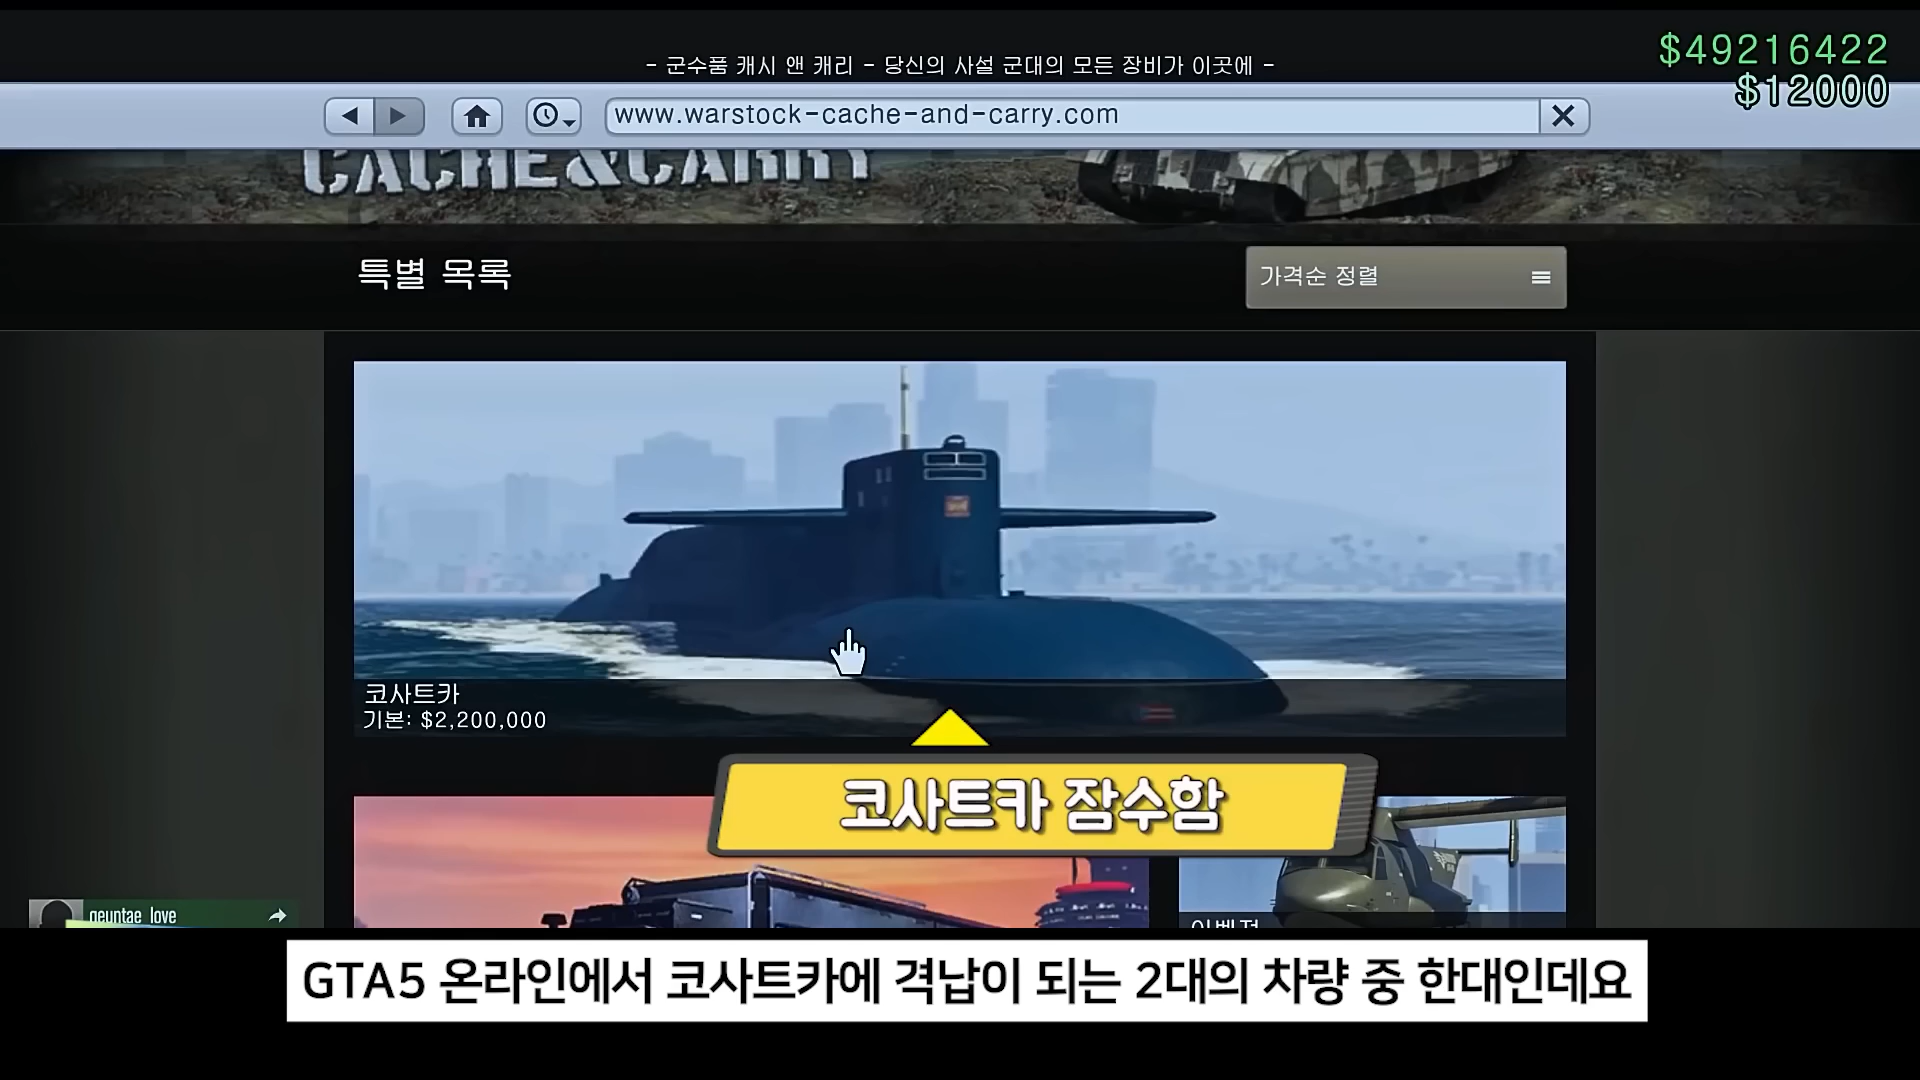 - 군수품 캐시 앤 캐리 - 당신의 사설 군대의 모든 장비가 이곳에 -
$49216422
$12000
www.warstock-cache-and-carry.com
CACHE&CARRY
특별 목록
가격순 정렬
코사트카
기본: $2,200,000
코사트카 잠수함
geuntae_love
GTA5 온라인에서 코사트카에 격납이 되는 2대의 차량 중 한대인데요